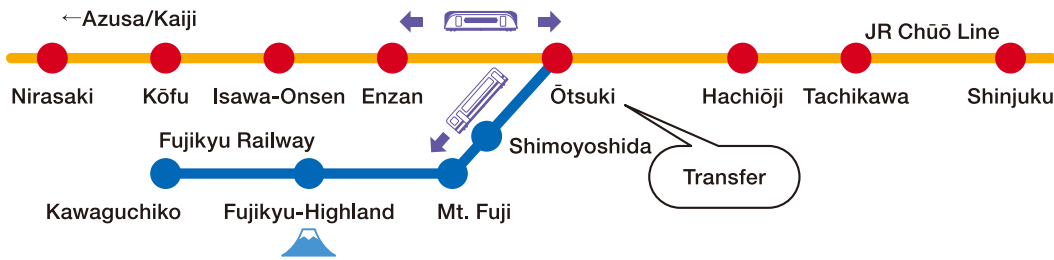 ←Azusa/Kaiji
JR Chūō Line
Nirasaki
Kōfu
Isawa-Onsen
Enzan
Ōtsuki
Hachiōji
Tachikawa
Shinjuku
Fujikyu Railway
Shimoyoshida
Transfer
Kawaguchiko
Fujikyu-Highland
Mt. Fuji